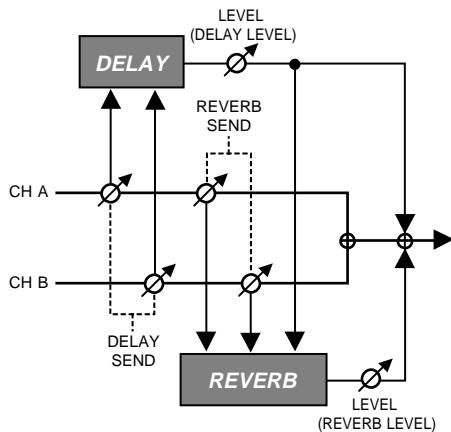 LEVEL
(DELAY LEVEL)
DELAY
REVERB
SEND
CH A
CH B
DELAY
SEND
REVERB
LEVEL
(REVERB LEVEL)